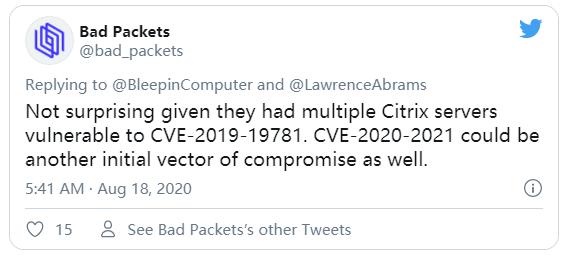 Bad Packets
@bad_packets
Replying to @BleepinComputer and @LawrenceAbrams
Not surprising given they had multiple Citrix servers
vulnerable to CVE-2019-19781. CVE-2020-2021 could be
another initial vector of compromise as well.
5:41 AM · Aug 18, 2020
15 See Bad Packets's other Tweets